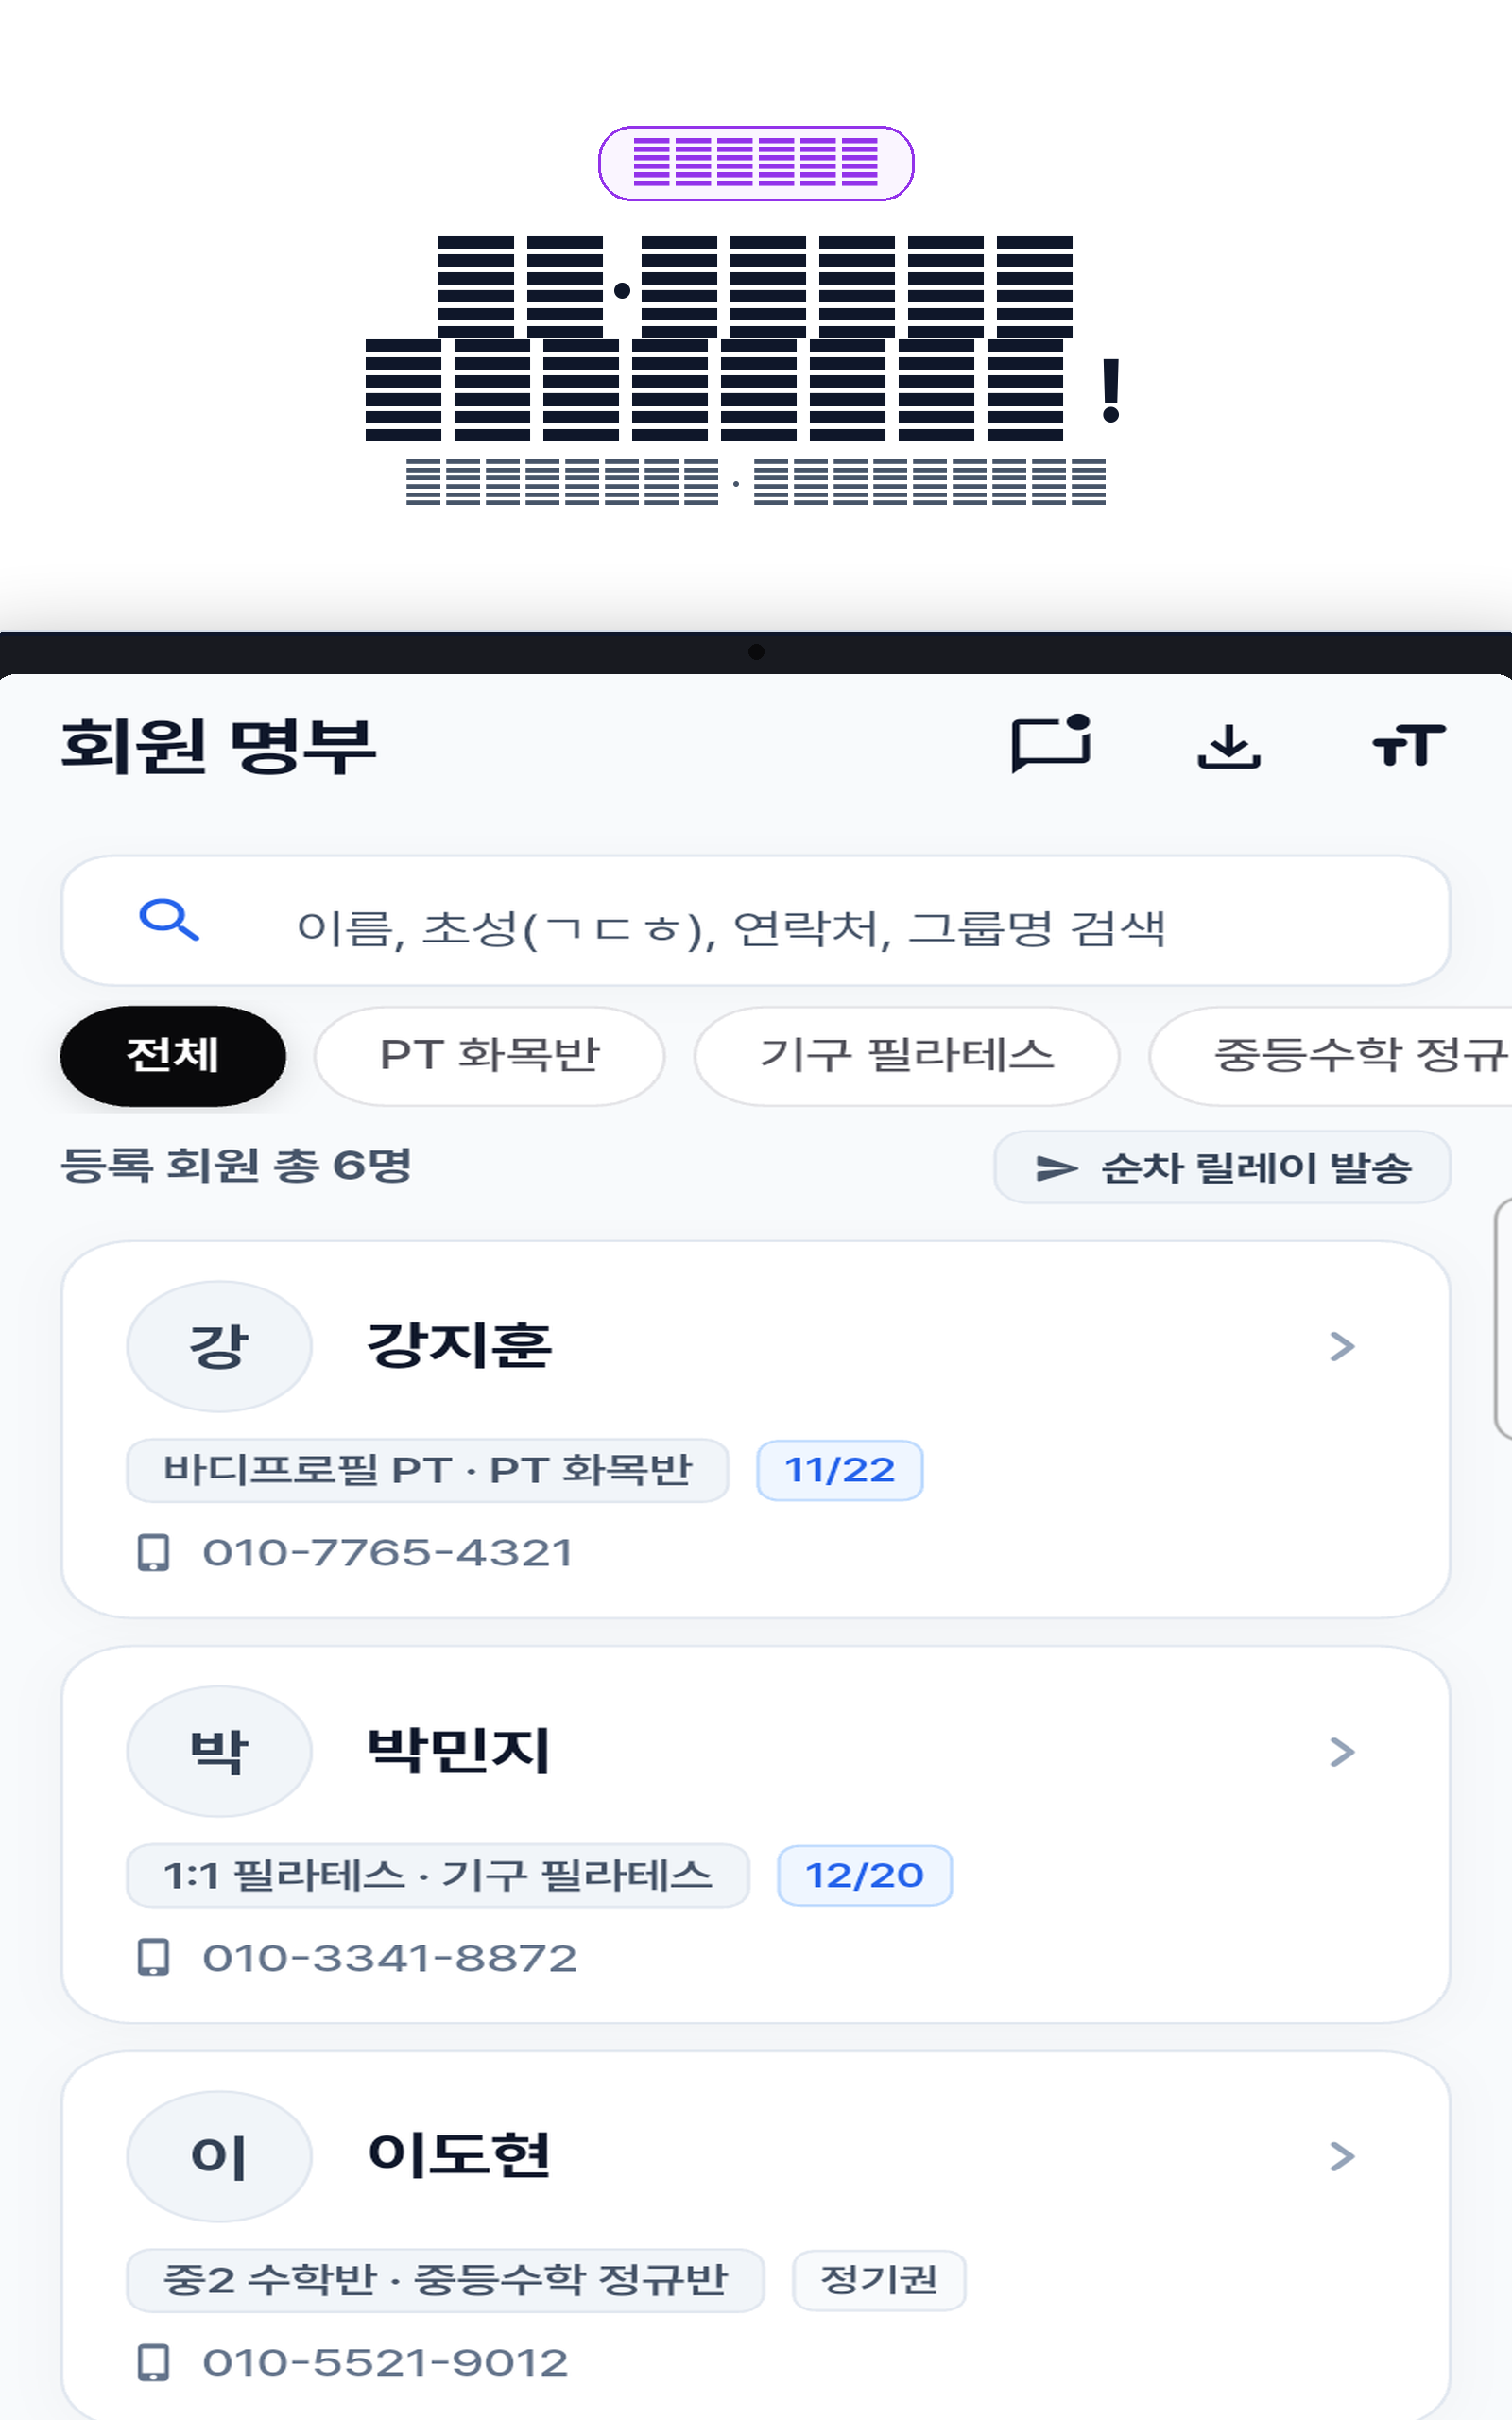 회원 명부
이름, 초성(ㄱㄷㅎ), 연락처, 그룹명 검색
전체
PT 화목반
기구 필라테스
중등수학 정규
등록 회원 총 6명
순차 릴레이 발송
강
강지훈
바디프로필 PT · PT 화목반
11/22
010-7765-4321
박
박민지
1:1 필라테스 · 기구 필라테스
12/20
010-3341-8872
이
이도현
중2 수학반 · 중등수학 정규반
정기권
010-5521-9012